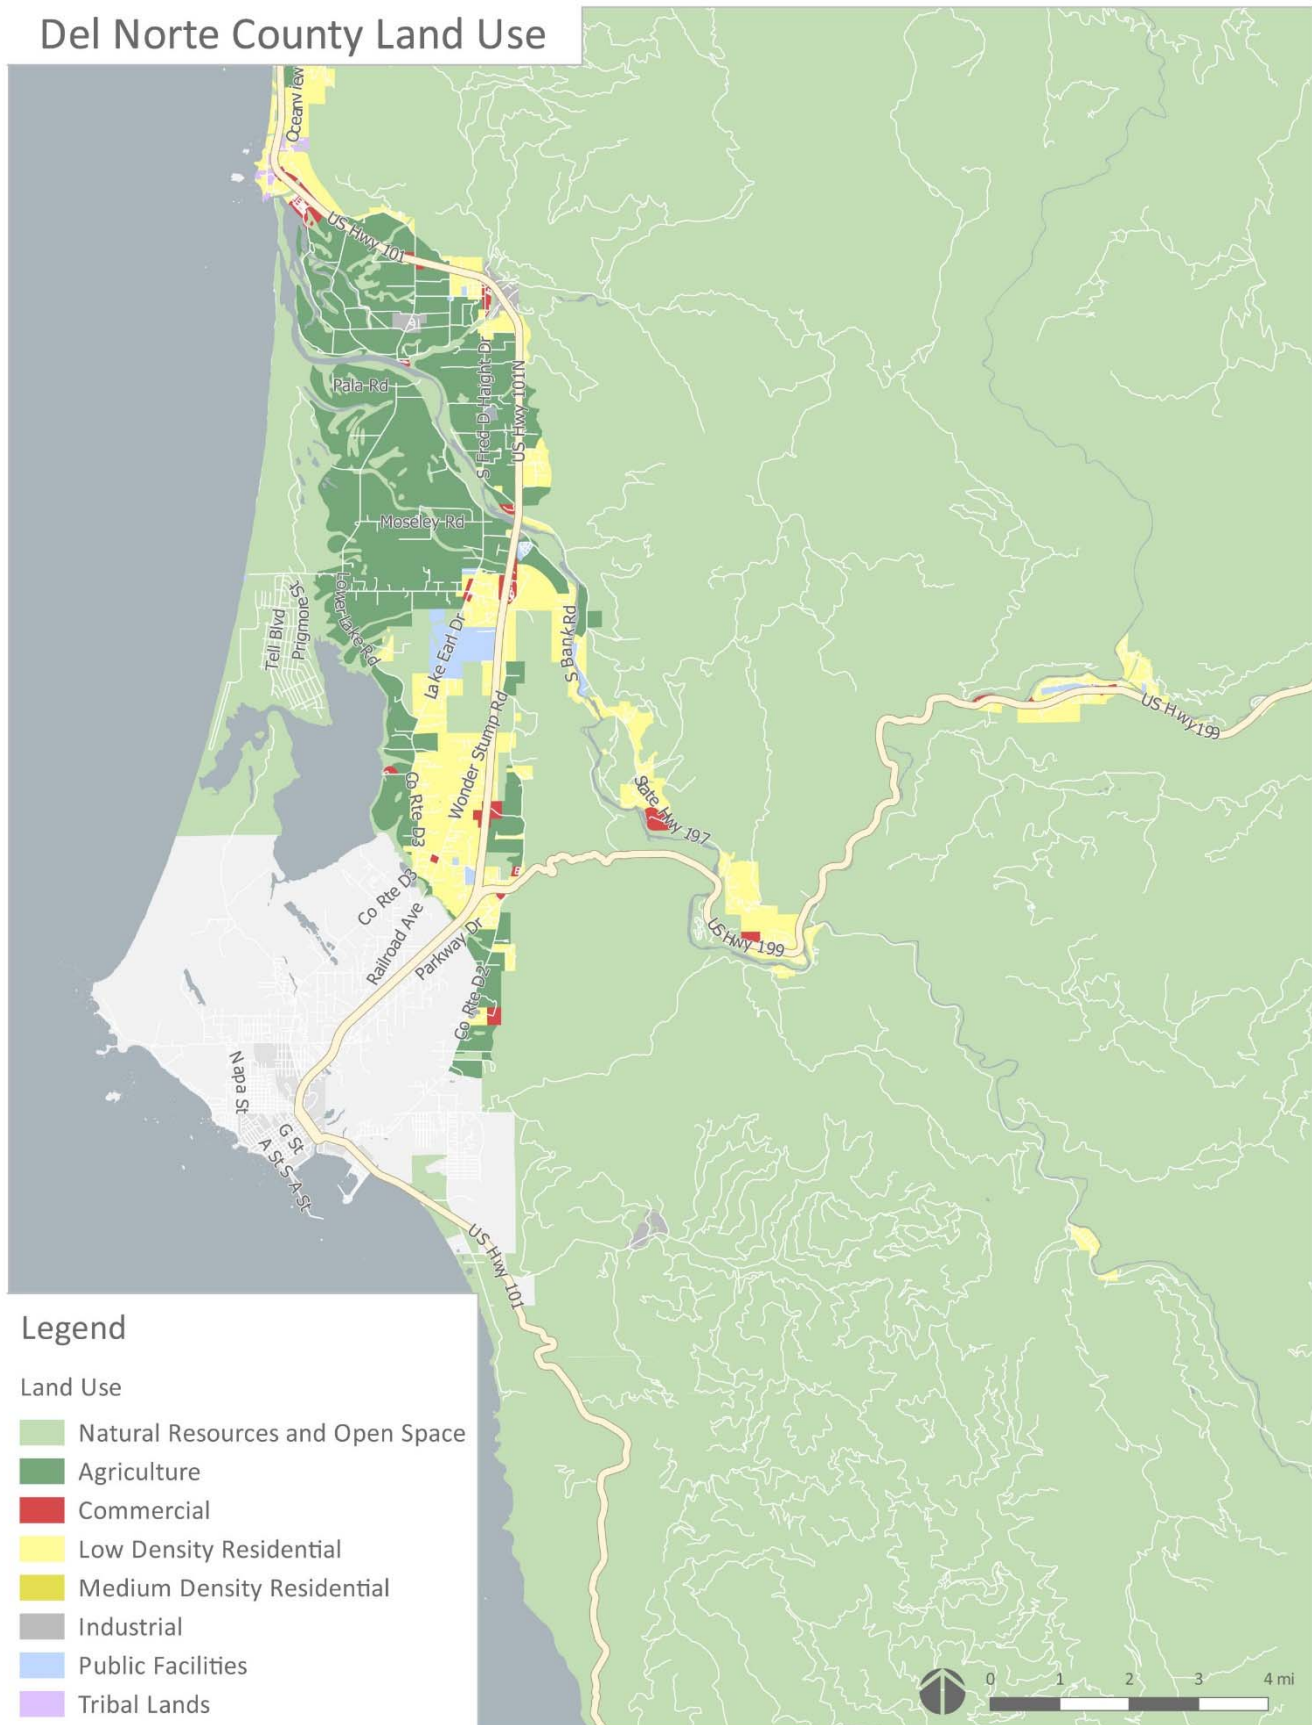 Del Norte County Land Use
Oceanview
US Hwy 101
Pala Rd
S Fred D Haight Dr
US Hwy 101N
Moseley Rd
Tell Blvd
Prigmore St
Lower Lake Rd
Lake Earl Dr
S Bank Rd
Wonder Stump Rd
US Hwy 199
Co Rte D3
State Hwy 197
Co Rte D3
Railroad Ave
Parkway Dr
US Hwy 199
Co Rte D2
Napa St
G St
A St S A St
US Hwy 101
Legend
Land Use
Natural Resources and Open Space
Agriculture
Commercial
Low Density Residential
Medium Density Residential
Industrial
Public Facilities
Tribal Lands
0 1 2 3 4 mi